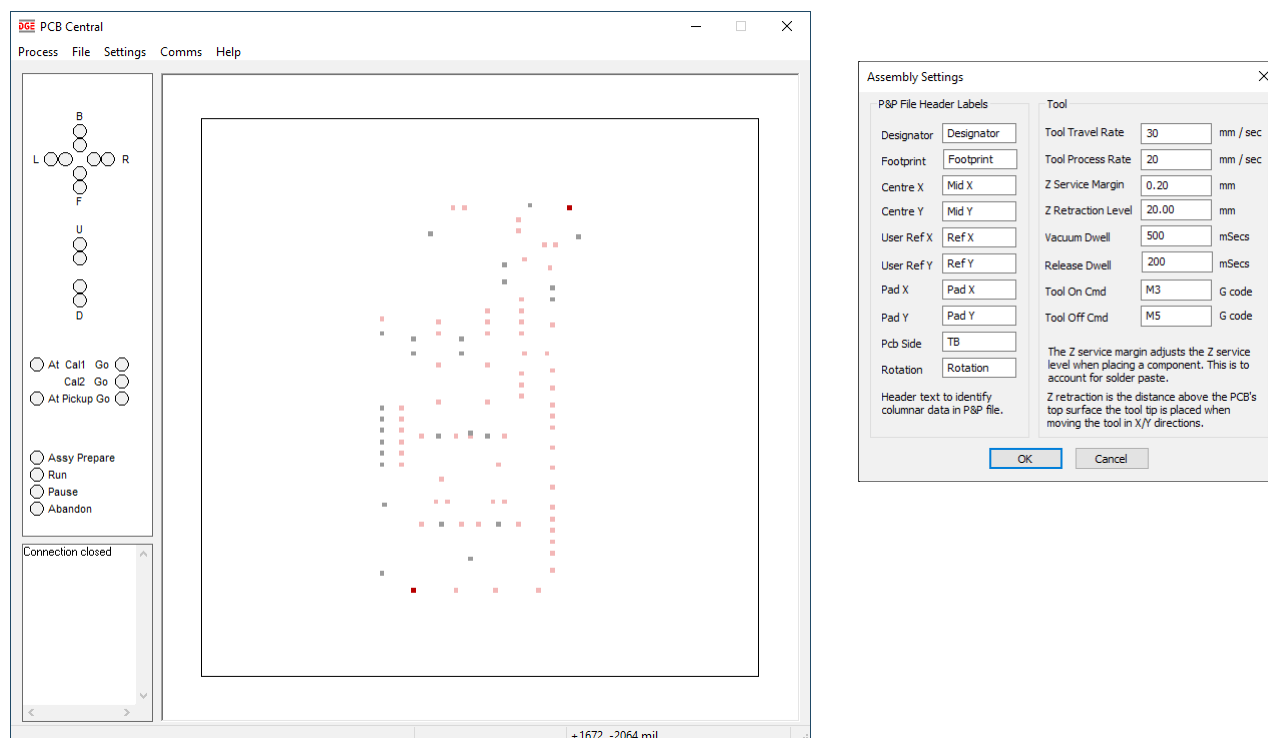 DGE PCB Central
Process File Settings Comms Help
B
L R
F
U
D
At Cal1 Go
Cal2 Go
At Pickup Go
Assy Prepare
Run
Pause
Abandon
Connection closed
+1672, -2064 mil
Assembly Settings
P&P File Header Labels
Designator Designator
Footprint Footprint
Centre X Mid X
Centre Y Mid Y
User Ref X Ref X
User Ref Y Ref Y
Pad X Pad X
Pad Y Pad Y
Pcb Side TB
Rotation Rotation
Header text to identify
columnar data in P&P file.
Tool
Tool Travel Rate 30 mm / sec
Tool Process Rate 20 mm / sec
Z Service Margin 0.20 mm
Z Retraction Level 20.00 mm
Vacuum Dwell 500 mSecs
Release Dwell 200 mSecs
Tool On Cmd M3 G code
Tool Off Cmd M5 G code
The Z service margin adjusts the Z service
level when placing a component. This is to
account for solder paste.
Z retraction is the distance above the PCB's
top surface the tool tip is placed when
moving the tool in X/Y directions.
OK Cancel